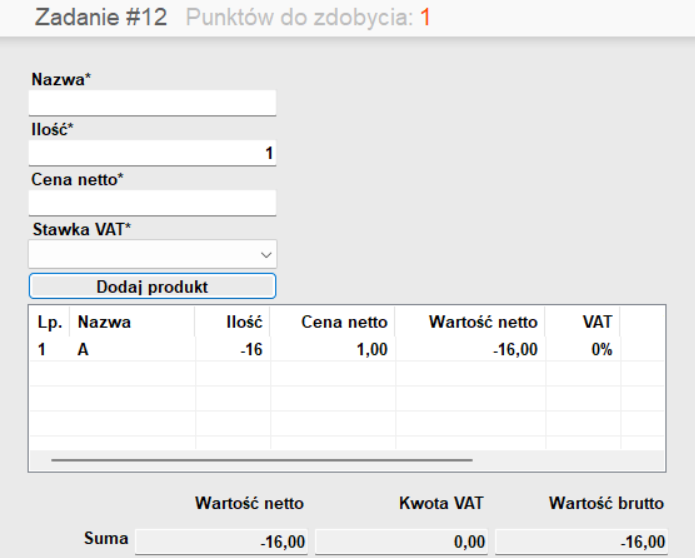 Zadanie #12 Punktów do zdobycia: 1
Nazwa*
Ilość*
1
Cena netto*
Stawka VAT*
Dodaj produkt
Lp. Nazwa Ilość Cena netto Wartość netto VAT
1 A -16 1,00 -16,00 0%
Wartość netto Kwota VAT Wartość brutto
Suma -16,00 0,00 -16,00